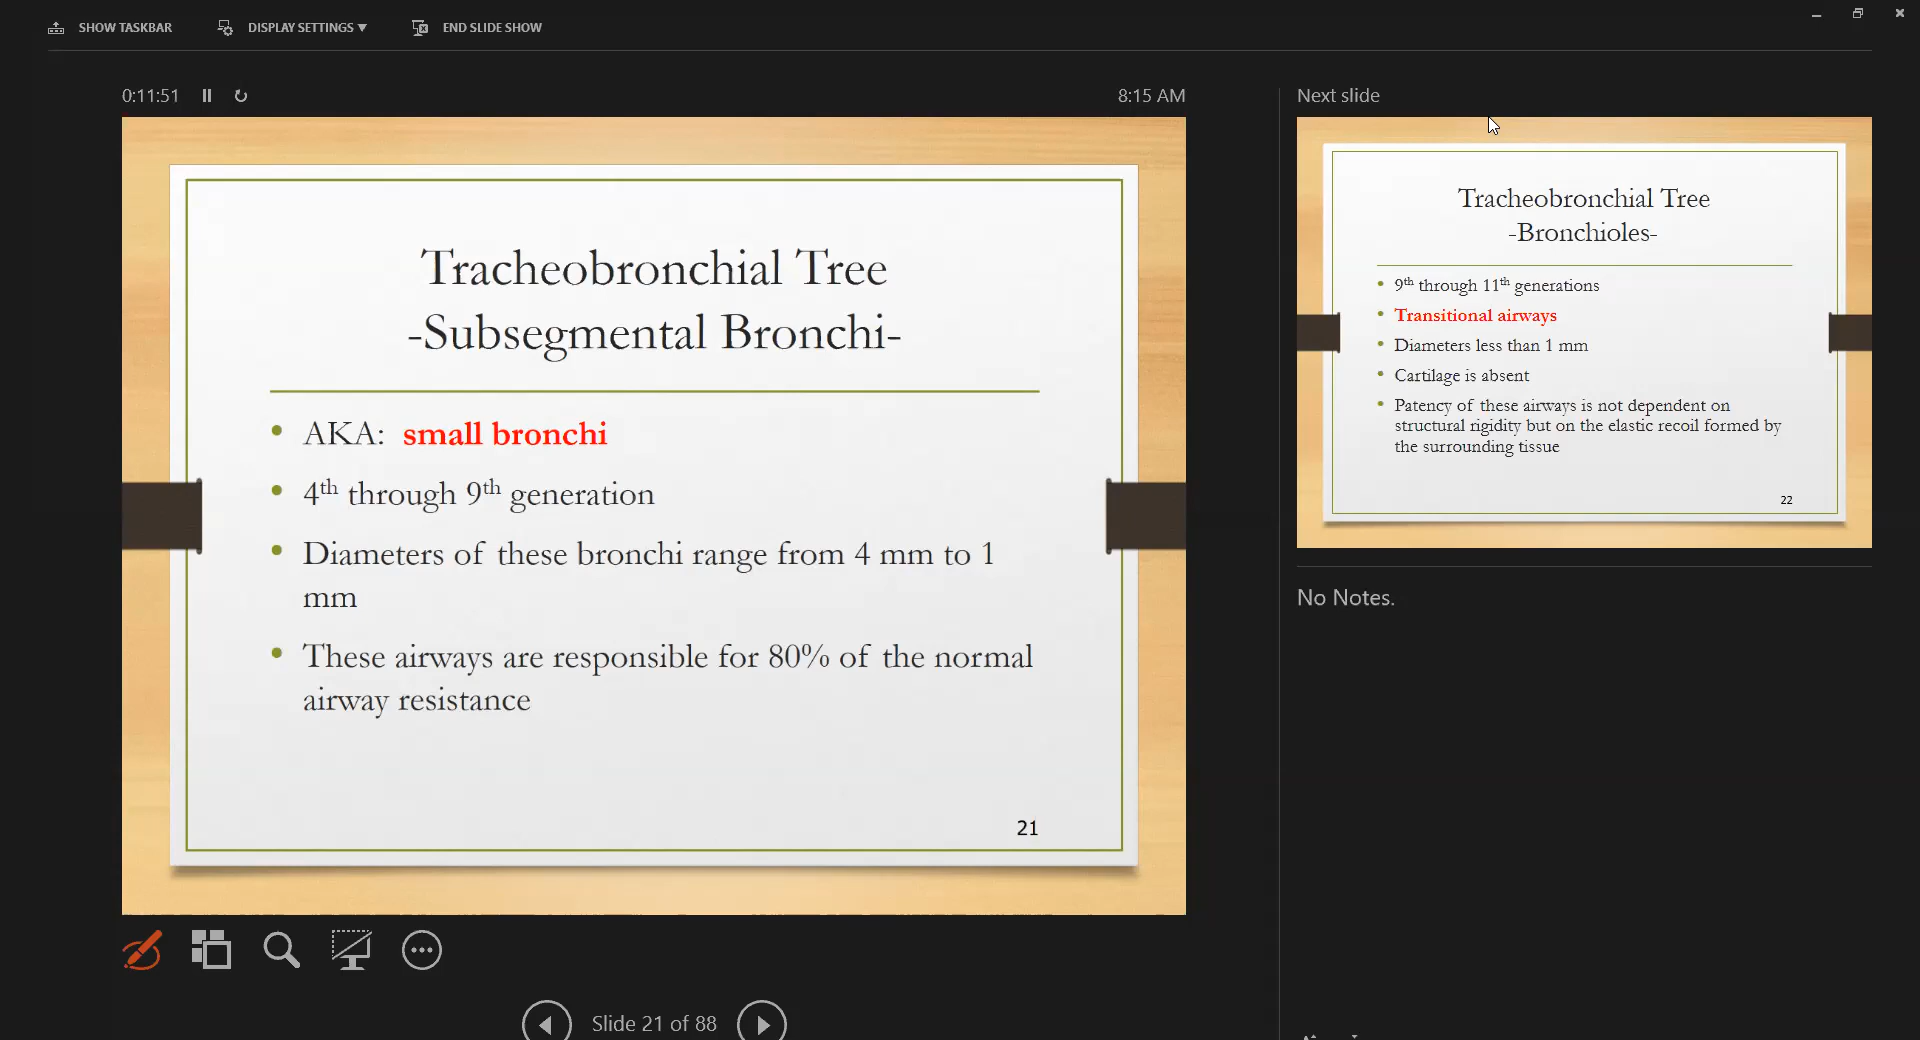 SHOW TASKBAR
DISPLAY SETTINGS ▼
END SLIDE SHOW
0:11:51
8:15 AM
Tracheobronchial Tree
-Subsegmental Bronchi-
• AKA: small bronchi
• 4th through 9th generation
• Diameters of these bronchi range from 4 mm to 1
mm
• These airways are responsible for 80% of the normal
airway resistance
21
Slide 21 of 88
Next slide
Tracheobronchial Tree
-Bronchioles-
• 9th through 11th generations
• Transitional airways
• Diameters less than 1 mm
• Cartilage is absent
• Patency of these airways is not dependent on
structural rigidity but on the elastic recoil formed by
the surrounding tissue
22
No Notes.